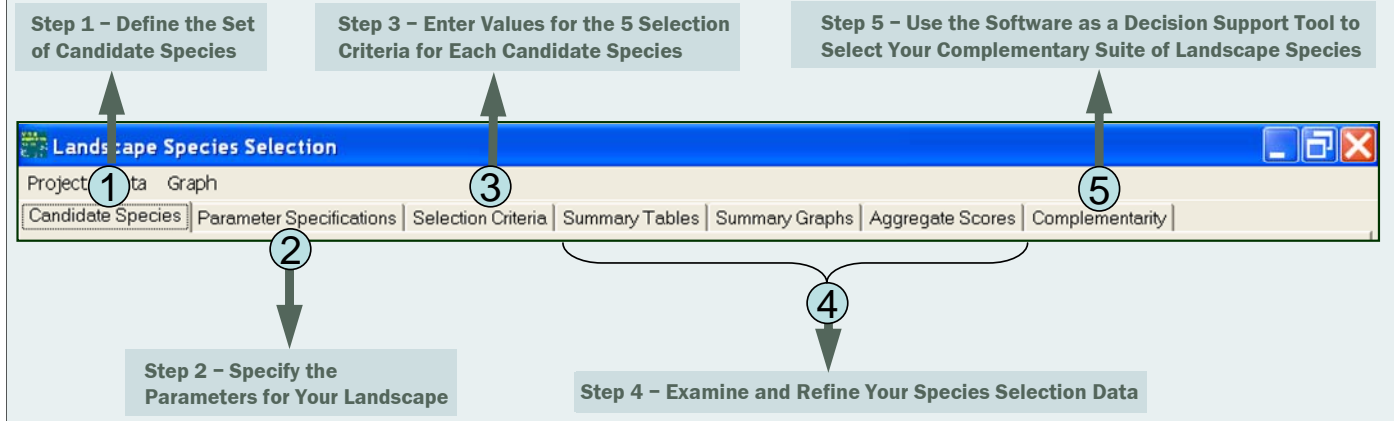 Step 1 – Define the Set
of Candidate Species
Step 3 – Enter Values for the 5 Selection
Criteria for Each Candidate Species
Step 5 – Use the Software as a Decision Support Tool to
Select Your Complementary Suite of Landscape Species
Landscape Species Selection
Project 1 ta Graph 3 5
Candidate Species Parameter Specifications Selection Criteria Summary Tables Summary Graphs Aggregate Scores Complementarity
2
4
Step 2 – Specify the
Parameters for Your Landscape
Step 4 – Examine and Refine Your Species Selection Data